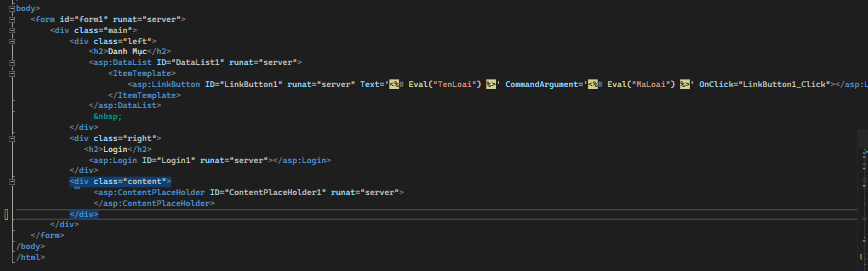 body>
<form id="form1" runat="server">
<div class="main">
<div class="left">
<h2>Danh Mục</h2>
<asp:DataList ID="DataList1" runat="server">
<ItemTemplate>
<asp:LinkButton ID="LinkButton1" runat="server" Text='<%# Eval("TenLoai") %>' CommandArgument='<%# Eval("MaLoai") %>' OnClick="LinkButton1_Click"></asp:L
</ItemTemplate>
</asp:DataList>
&nbsp;
</div>
<div class="right">
<h2>Login</h2>
<asp:Login ID="Login1" runat="server"></asp:Login>
</div>
<div class="content">
<asp:ContentPlaceHolder ID="ContentPlaceHolder1" runat="server">
</asp:ContentPlaceHolder>
</div>
</div>
</form>
/body>
/html>